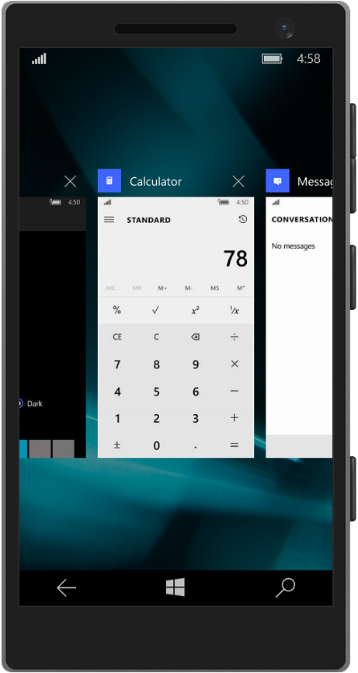 4:58
Calculator
Messag
4:50
4:50
STANDARD
CONVERSATION
78
No messages
MC MR M+ M- MS M˅
% √ x² ¹/x
CE C ÷
7 8 9 ×
4 5 6 −
Dark
1 2 3 +
± 0 . =